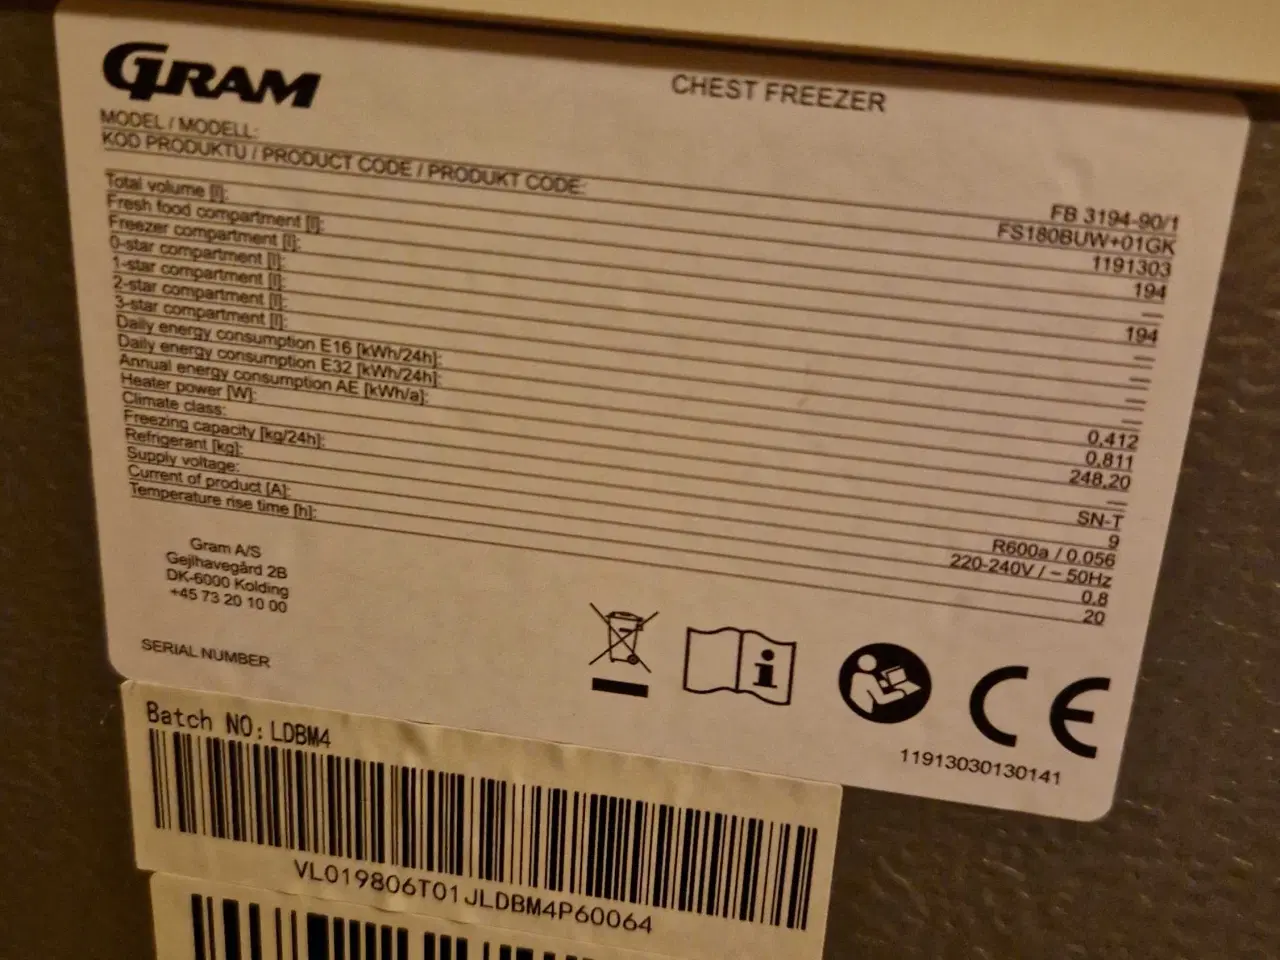 GRAM
CHEST FREEZER
MODEL / MODELL:
FB 3194-90/1
FS180BUW+01GK
KOD PRODUKTU / PRODUCT CODE / PRODUKT CODE:
1191303
Total volume [l]:
194
Fresh food compartment [l]:
—
Freezer compartment [l]:
194
0-star compartment [l]:
—
1-star compartment [l]:
—
2-star compartment [l]:
—
3-star compartment [l]:
—
Daily energy consumption E16 [kWh/24h]:
0,412
Daily energy consumption E32 [kWh/24h]:
0,811
Annual energy consumption AE [kWh/a]:
248,20
Heater power [W]:
—
Climate class:
SN-T
Freezing capacity [kg/24h]:
9
Refrigerant [kg]:
R600a / 0.056
Supply voltage:
220-240V / ~ 50Hz
Current of product [A]:
0.8
Temperature rise time [h]:
20
Gram A/S
Gejlhavegård 2B
DK-6000 Kolding
+45 73 20 10 00
SERIAL NUMBER
CE
11913030130141
Batch NO: LDBM4
VL019806T01JLDBM4P60064